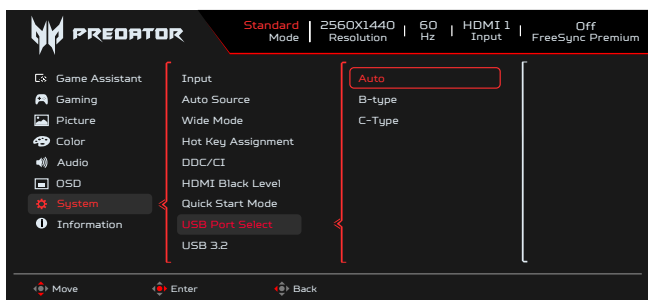 PREDATOR
Standard Mode
2560X1440 Resolution
60 Hz
HDMI 1 Input
Off FreeSync Premium
Game Assistant
Gaming
Picture
Color
Audio
OSD
System
Information
Input
Auto Source
Wide Mode
Hot Key Assignment
DDC/CI
HDMI Black Level
Quick Start Mode
USB Port Select
USB 3.2
Auto
B-type
C-Type
Move
Enter
Back